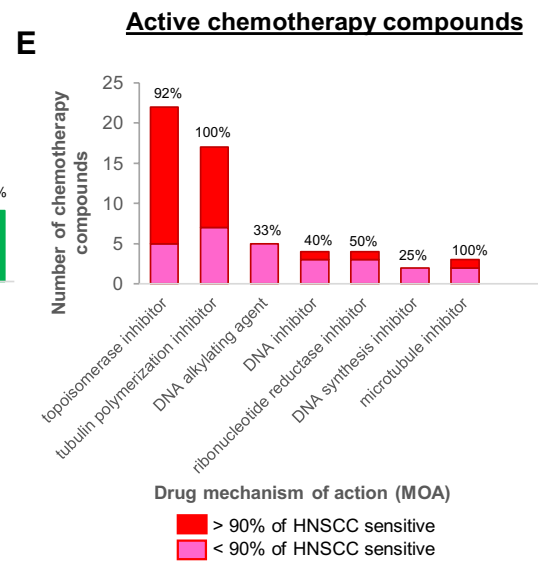 Active chemotherapy compounds
E
Number of chemotherapy
compounds
25
20
15
10
5
0
%
92%
100%
33%
40%
50%
25%
100%
topoisomerase inhibitor
tubulin polymerization inhibitor
DNA alkylating agent
DNA inhibitor
ribonucleotide reductase inhibitor
DNA synthesis inhibitor
microtubule inhibitor
Drug mechanism of action (MOA)
> 90% of HNSCC sensitive
< 90% of HNSCC sensitive